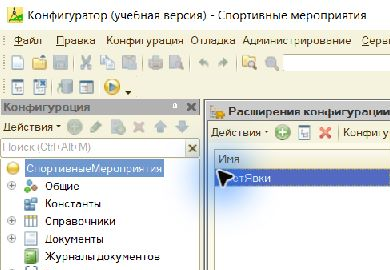 Конфигуратор (учебная версия) - Спортивные мероприятия
Файл Правка Конфигурация Отладка Администрирование
Конфигурация
Действия
Поиск (Ctrl+Alt+M)
СпортивныеМероприятия
Общие
Константы
Справочники
Документы
Журналы документов
Расширения конфигурации
Действия
Имя